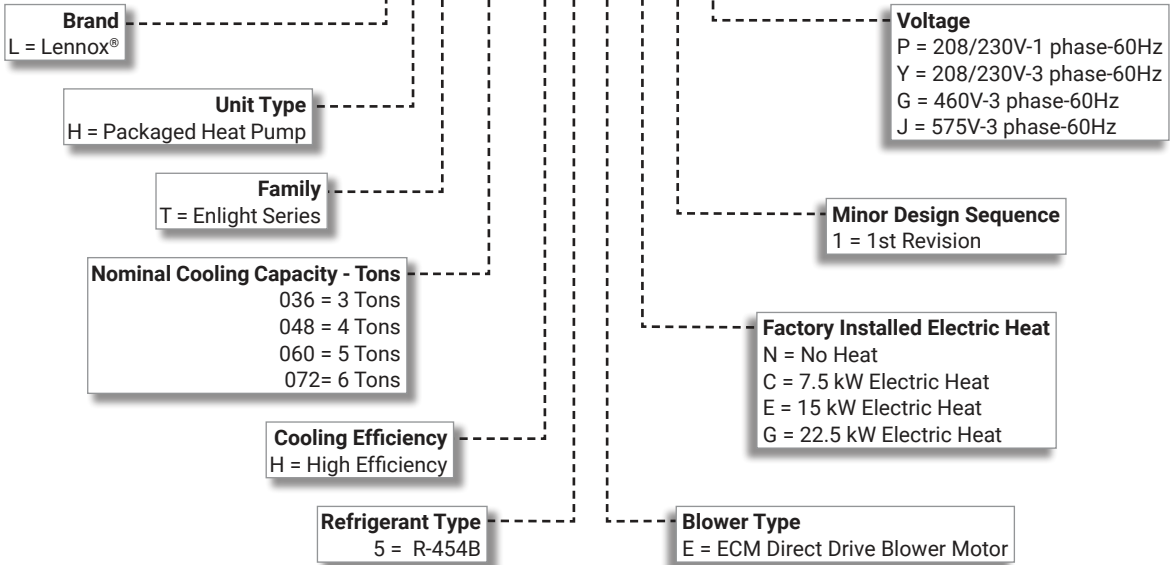 Brand
L = Lennox®
Unit Type
H = Packaged Heat Pump
Family
T = Enlight Series
Nominal Cooling Capacity - Tons
036 = 3 Tons
048 = 4 Tons
060 = 5 Tons
072= 6 Tons
Cooling Efficiency
H = High Efficiency
Refrigerant Type
5 = R-454B
Voltage
P = 208/230V-1 phase-60Hz
Y = 208/230V-3 phase-60Hz
G = 460V-3 phase-60Hz
J = 575V-3 phase-60Hz
Minor Design Sequence
1 = 1st Revision
Factory Installed Electric Heat
N = No Heat
C = 7.5 kW Electric Heat
E = 15 kW Electric Heat
G = 22.5 kW Electric Heat
Blower Type
E = ECM Direct Drive Blower Motor